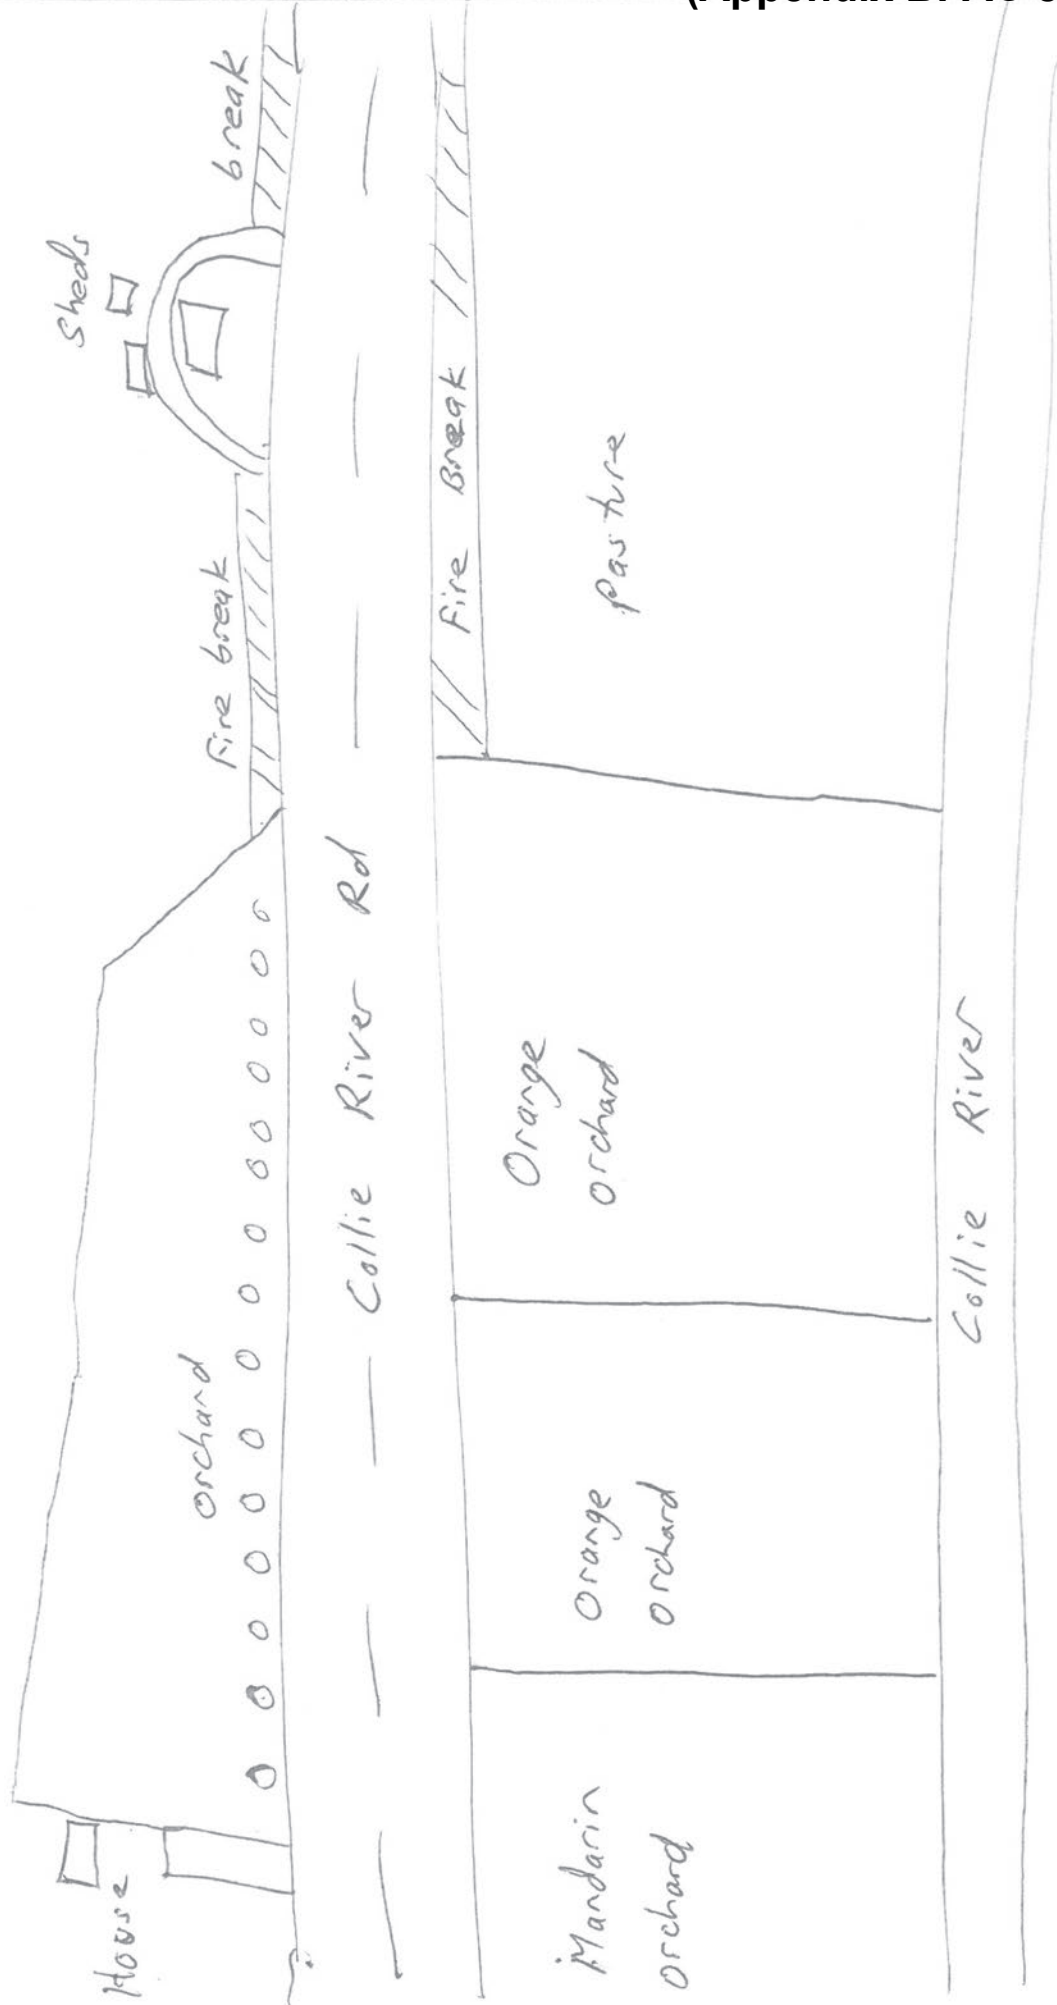 Sheds
break
Fire break
Orchard
House
Collie River Rd
Fire Break
Pasture
Orange
orchard
Orange
orchard
Mandarin
orchard
Collie River